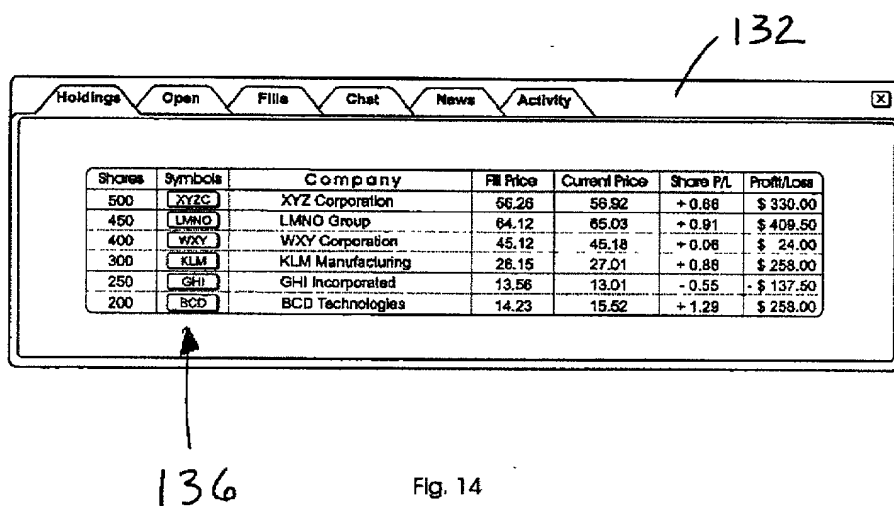 132
Holdings Open Fills Chat News Activity X
Shares Symbols Company Fill Price Current Price Share P/L Profit/Loss
500 XYZC XYZ Corporation 56.26 56.92 + 0.66 $ 330.00
450 LMNO LMNO Group 64.12 65.03 + 0.91 $ 409.50
400 WXY WXY Corporation 45.12 45.18 + 0.06 $ 24.00
300 KLM KLM Manufacturing 26.15 27.01 + 0.86 $ 258.00
250 GHI GHI Incorporated 13.56 13.01 - 0.55 - $ 137.50
200 BCD BCD Technologies 14.23 15.52 + 1.29 $ 258.00
136
Fig. 14